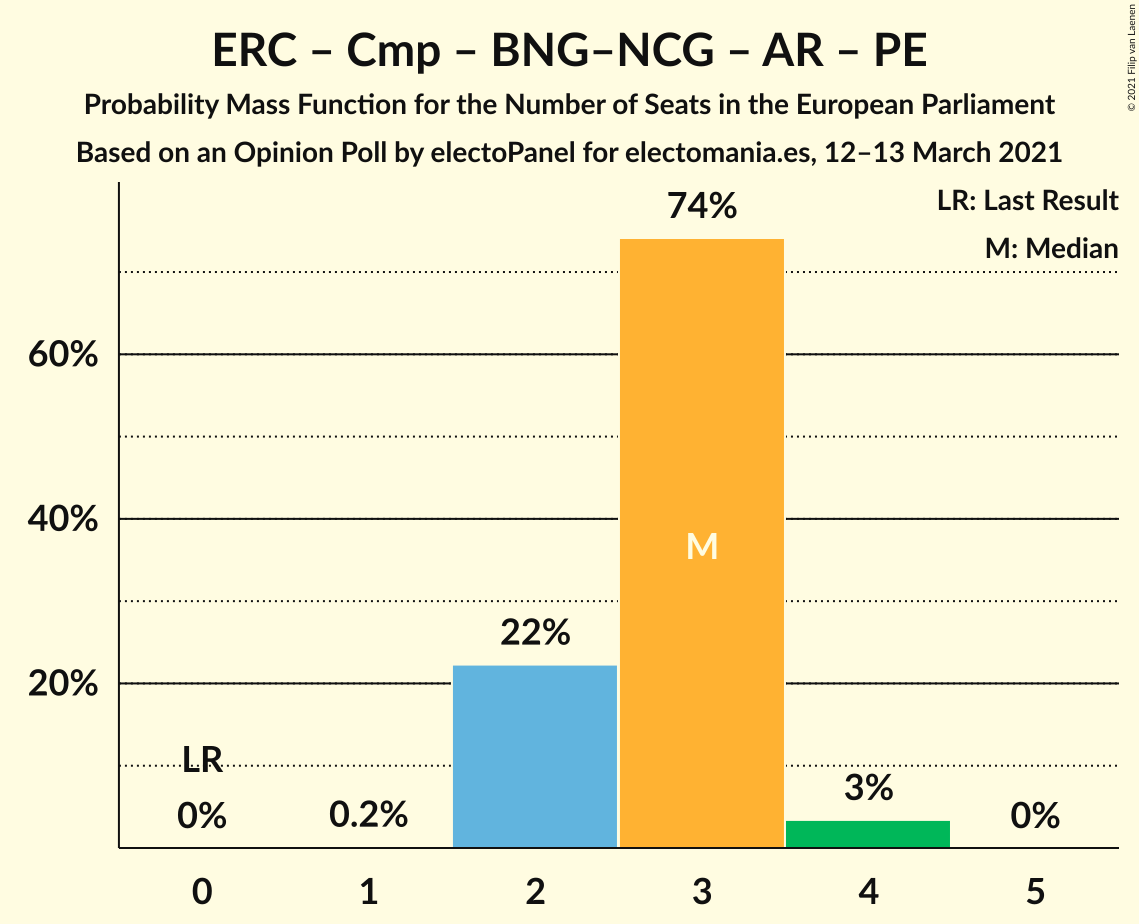 ERC – Cmp – BNG–NCG – AR – PE
Probability Mass Function for the Number of Seats in the European Parliament
Based on an Opinion Poll by electoPanel for electomania.es, 12–13 March 2021
© 2021 Filip van Laenen
LR: Last Result
M: Median
74%
60%
40%
M
22%
20%
LR
0%
0.2%
3%
0%
0 1 2 3 4 5